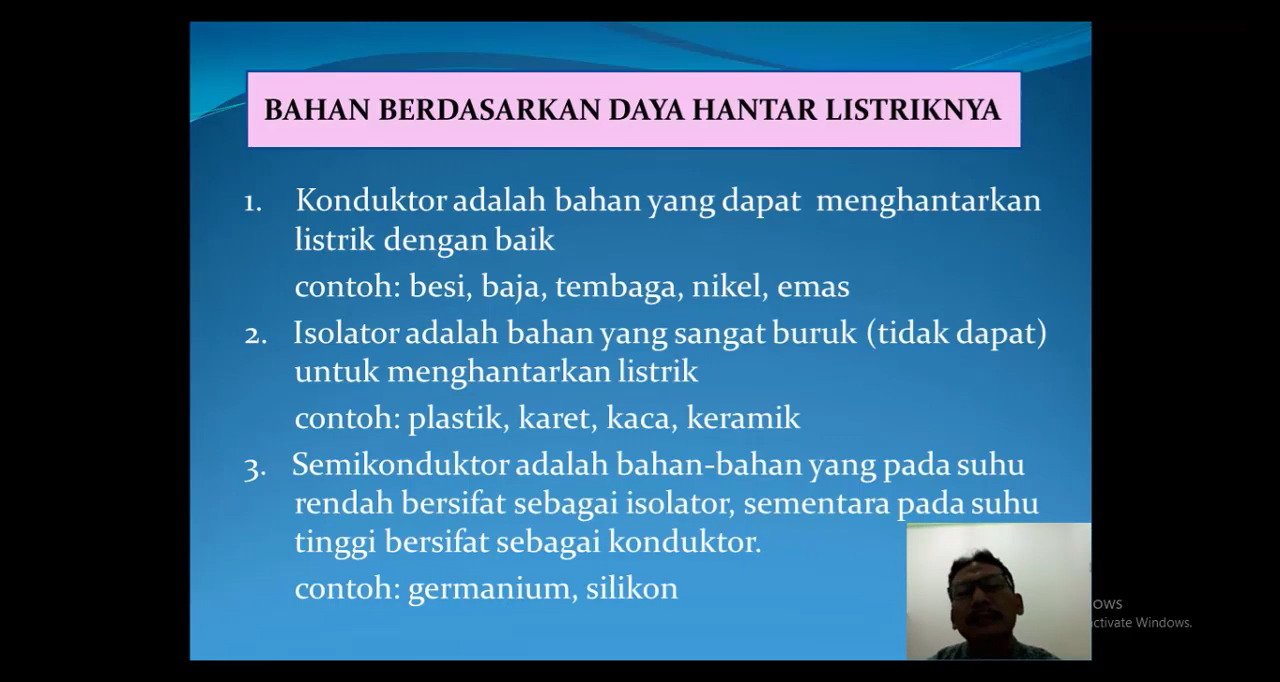 BAHAN BERDASARKAN DAYA HANTAR LISTRIKNYA
1. Konduktor adalah bahan yang dapat menghantarkan
listrik dengan baik
contoh: besi, baja, tembaga, nikel, emas
2. Isolator adalah bahan yang sangat buruk (tidak dapat)
untuk menghantarkan listrik
contoh: plastik, karet, kaca, keramik
3. Semikonduktor adalah bahan-bahan yang pada suhu
rendah bersifat sebagai isolator, sementara pada suhu
tinggi bersifat sebagai konduktor.
contoh: germanium, silikon
Windows.